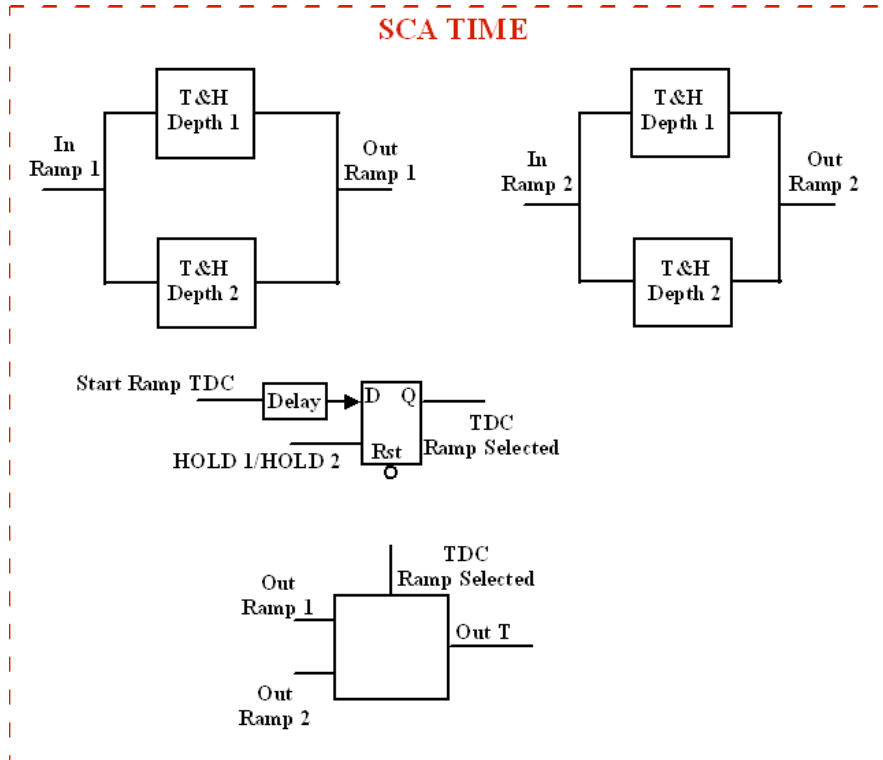 SCA TIME
T&H
Depth 1
In
Ramp 1
Out
Ramp 1
T&H
Depth 2
T&H
Depth 1
In
Ramp 2
Out
Ramp 2
T&H
Depth 2
Start Ramp TDC
Delay
D Q
Rst
HOLD 1/HOLD 2
TDC
Ramp Selected
TDC
Ramp Selected
Out
Ramp 1
Out T
Out
Ramp 2